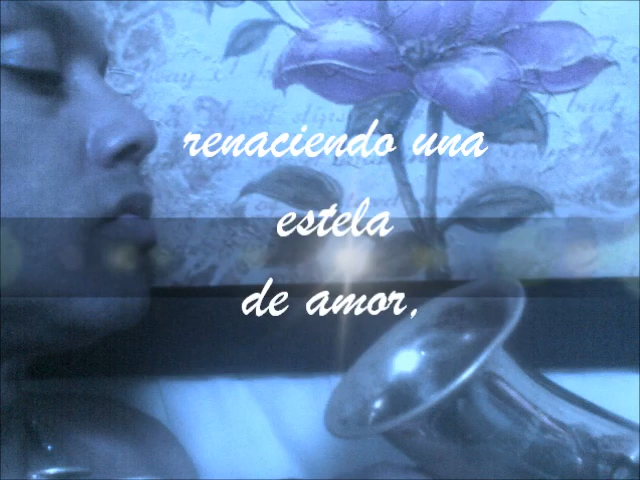 renaciendo una
estela
de amor,